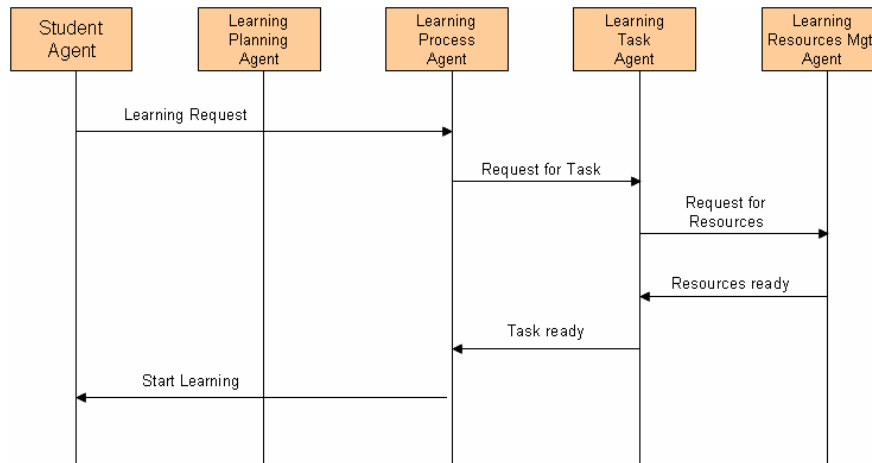 Student
Agent
Learning
Planning
Agent
Learning
Process
Agent
Learning
Task
Agent
Learning
Resources Mgt
Agent
Learning Request
Request for Task
Request for
Resources
Resources ready
Task ready
Start Learning